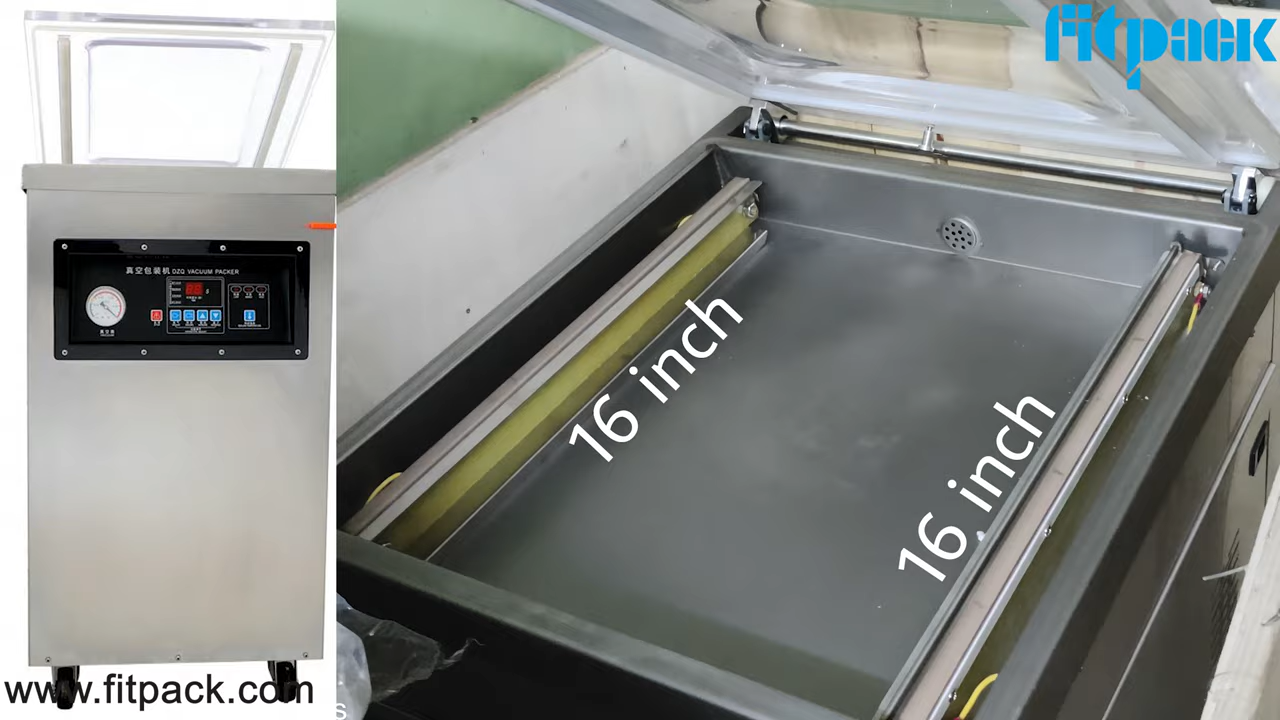 fitpack
真空包装机 DZQ VACUUM PACKER
16 inch
16 inch
www.fitpack.com
s